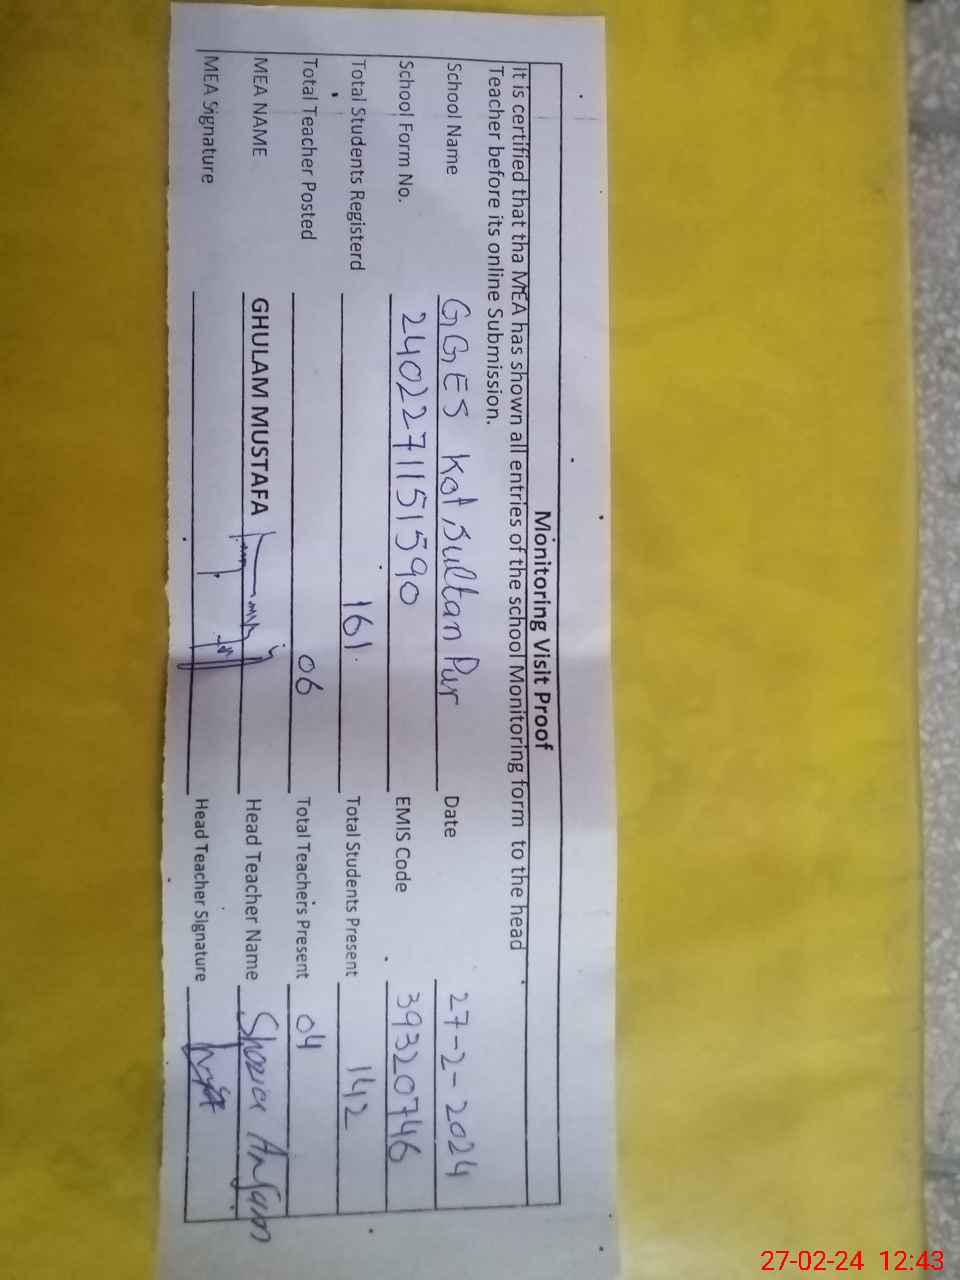 Monitoring Visit Proof
It is certified that tha MEA has shown all entries of the school Monitoring form to the head
Teacher before its online Submission.
School Name GGES Kot Sultan Pur Date 27-2-2024
School Form No. 2402271151590 EMIS Code 39320746
Total Students Registerd 161 Total Students Present 142
Total Teacher Posted 06 Total Teachers Present 04
MEA NAME GHULAM MUSTAFA Head Teacher Name Shazia Anjum
MEA Signature Head Teacher Signature
27-02-24 12:43